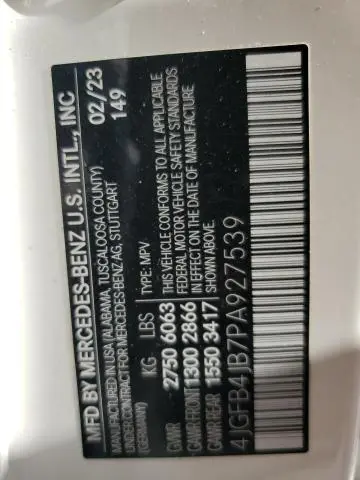 MFD BY MERCEDES-BENZ U.S. INTL., INC
MANUFACTURED IN USA (ALABAMA, TUSCALOOSA COUNTY) 02/23
UNDER CONTRACT FOR MERCEDES-BENZ AG, STUTTGART 149
(GERMANY) KG LBS TYPE: MPV
GVWR 2750 6063 THIS VEHICLE CONFORMS TO ALL APPLICABLE
GAWR FRONT 1300 2866 FEDERAL MOTOR VEHICLE SAFETY STANDARDS
GAWR REAR 1550 3417 IN EFFECT ON THE DATE OF MANUFACTURE
SHOWN ABOVE.
4JGFB4JB7PA927539